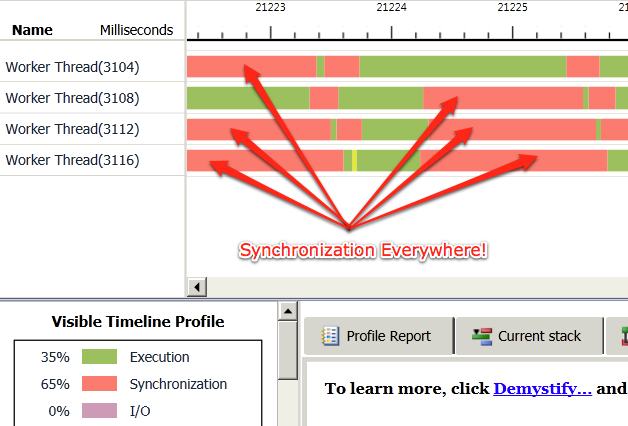 21223 21224 21225 21
Name Milliseconds
Worker Thread(3104)
Worker Thread(3108)
Worker Thread(3112)
Worker Thread(3116)
Synchronization Everywhere!
Visible Timeline Profile
35% Execution
65% Synchronization
0% I/O
Profile Report Current stack
To learn more, click Demystify... and